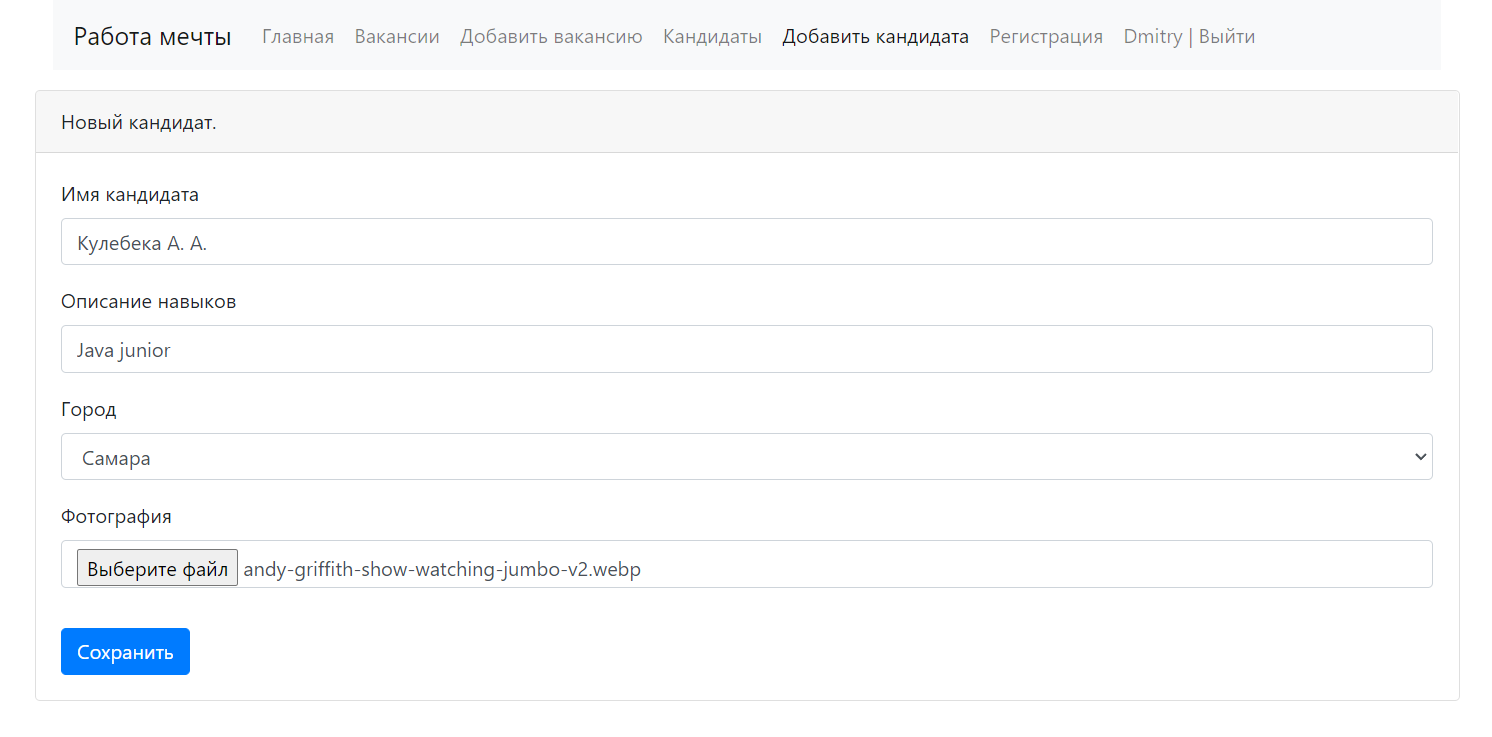 Работа мечты Главная Вакансии Добавить вакансию Кандидаты Добавить кандидата Регистрация Dmitry | Выйти
Новый кандидат.
Имя кандидата
Кулебека А. А.
Описание навыков
Java junior
Город
Самара
Фотография
Выберите файл andy-griffith-show-watching-jumbo-v2.webp
Сохранить